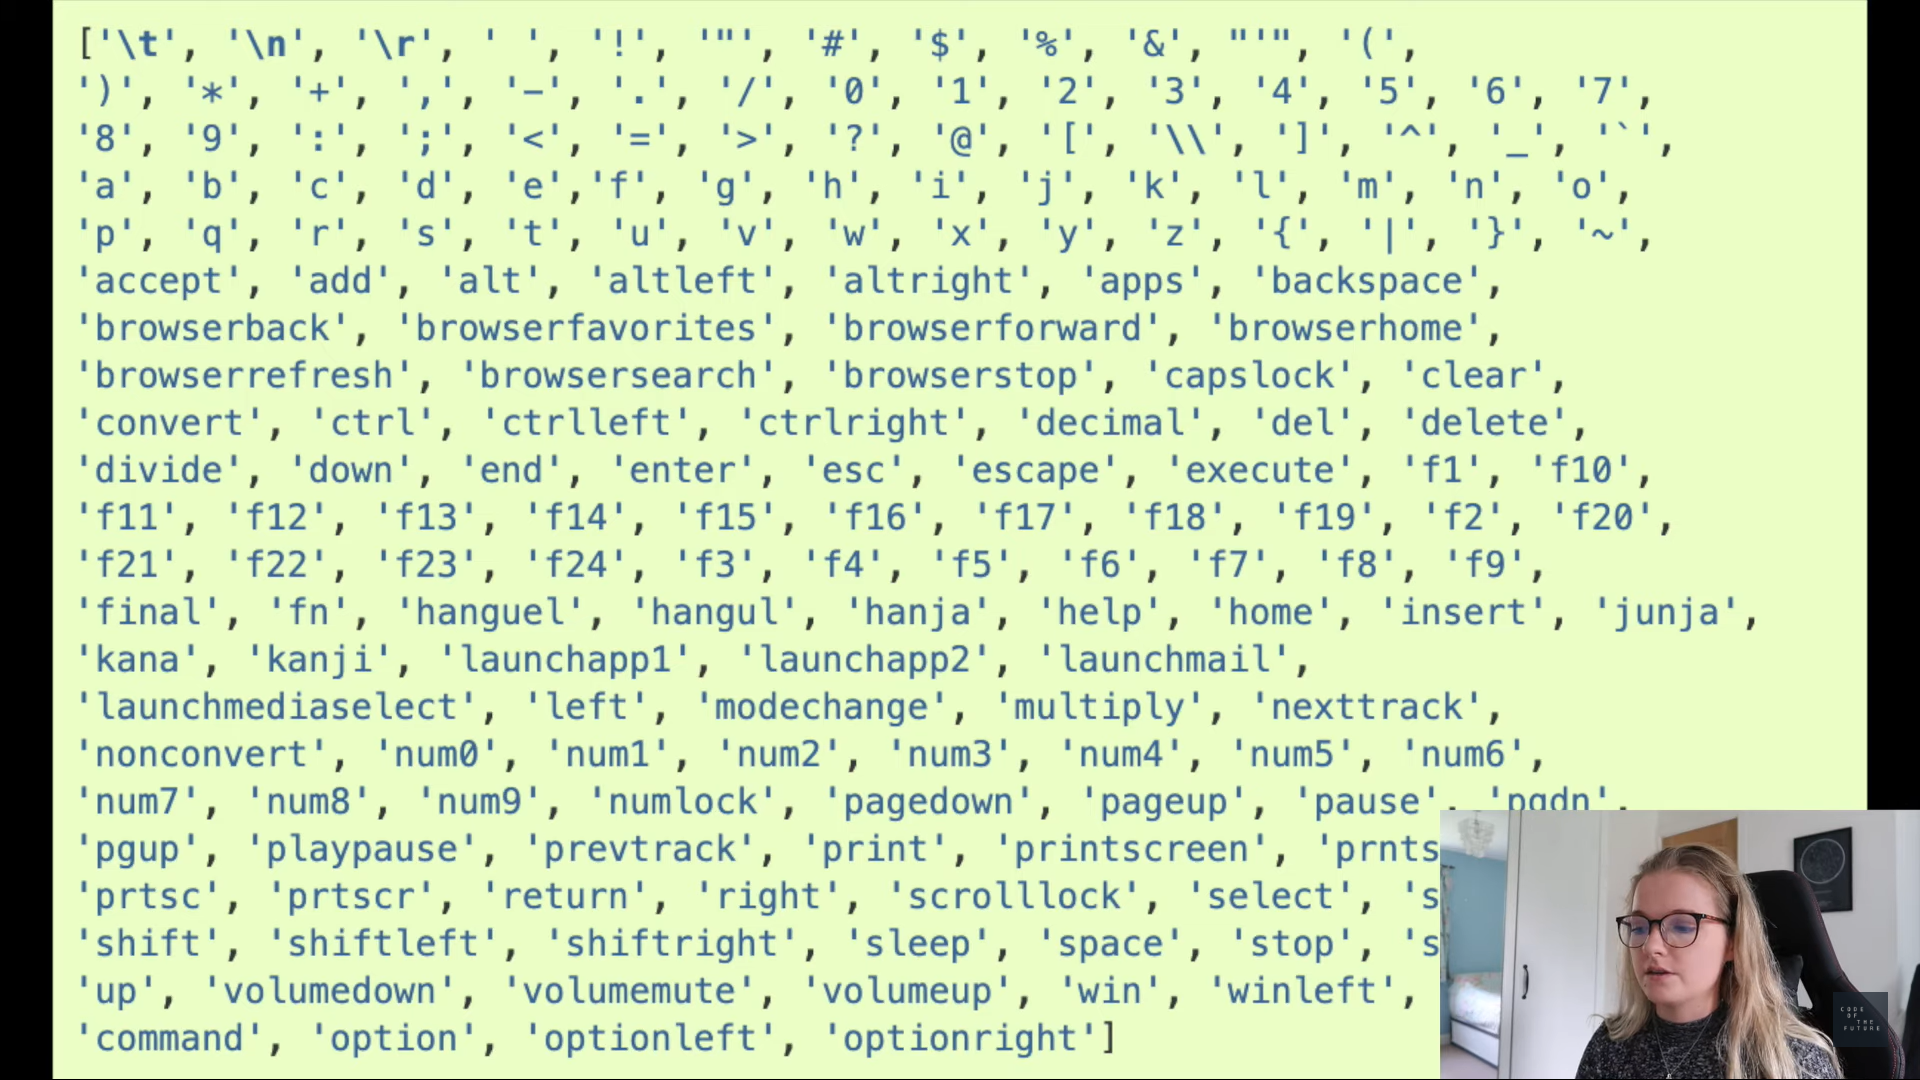 ['\t', '\n', '\r', ' ', '!', '"', '#', '$', '%', '&', "'", '(',
')', '*', '+', ',', '-', '.', '/', '0', '1', '2', '3', '4', '5', '6', '7',
'8', '9', ':', ';', '<', '=', '>', '?', '@', '[', '\\', ']', '^', '_', '`',
'a', 'b', 'c', 'd', 'e','f', 'g', 'h', 'i', 'j', 'k', 'l', 'm', 'n', 'o',
'p', 'q', 'r', 's', 't', 'u', 'v', 'w', 'x', 'y', 'z', '{', '|', '}', '~',
'accept', 'add', 'alt', 'altleft', 'altright', 'apps', 'backspace',
'browserback', 'browserfavorites', 'browserforward', 'browserhome',
'browserrefresh', 'browsersearch', 'browserstop', 'capslock', 'clear',
'convert', 'ctrl', 'ctrlleft', 'ctrlright', 'decimal', 'del', 'delete',
'divide', 'down', 'end', 'enter', 'esc', 'escape', 'execute', 'f1', 'f10',
'f11', 'f12', 'f13', 'f14', 'f15', 'f16', 'f17', 'f18', 'f19', 'f2', 'f20',
'f21', 'f22', 'f23', 'f24', 'f3', 'f4', 'f5', 'f6', 'f7', 'f8', 'f9',
'final', 'fn', 'hanguel', 'hangul', 'hanja', 'help', 'home', 'insert', 'junja',
'kana', 'kanji', 'launchapp1', 'launchapp2', 'launchmail',
'launchmediaselect', 'left', 'modechange', 'multiply', 'nexttrack',
'nonconvert', 'num0', 'num1', 'num2', 'num3', 'num4', 'num5', 'num6',
'num7', 'num8', 'num9', 'numlock', 'pagedown', 'pageup', 'pause', 'pgdn',
'pgup', 'playpause', 'prevtrack', 'print', 'printscreen', 'prnts
'prtsc', 'prtscr', 'return', 'right', 'scrolllock', 'select', 's
'shift', 'shiftleft', 'shiftright', 'sleep', 'space', 'stop', 's
'up', 'volumedown', 'volumemute', 'volumeup', 'win', 'winleft',
'command', 'option', 'optionleft', 'optionright']
CODE
OF
THE
FUTURE